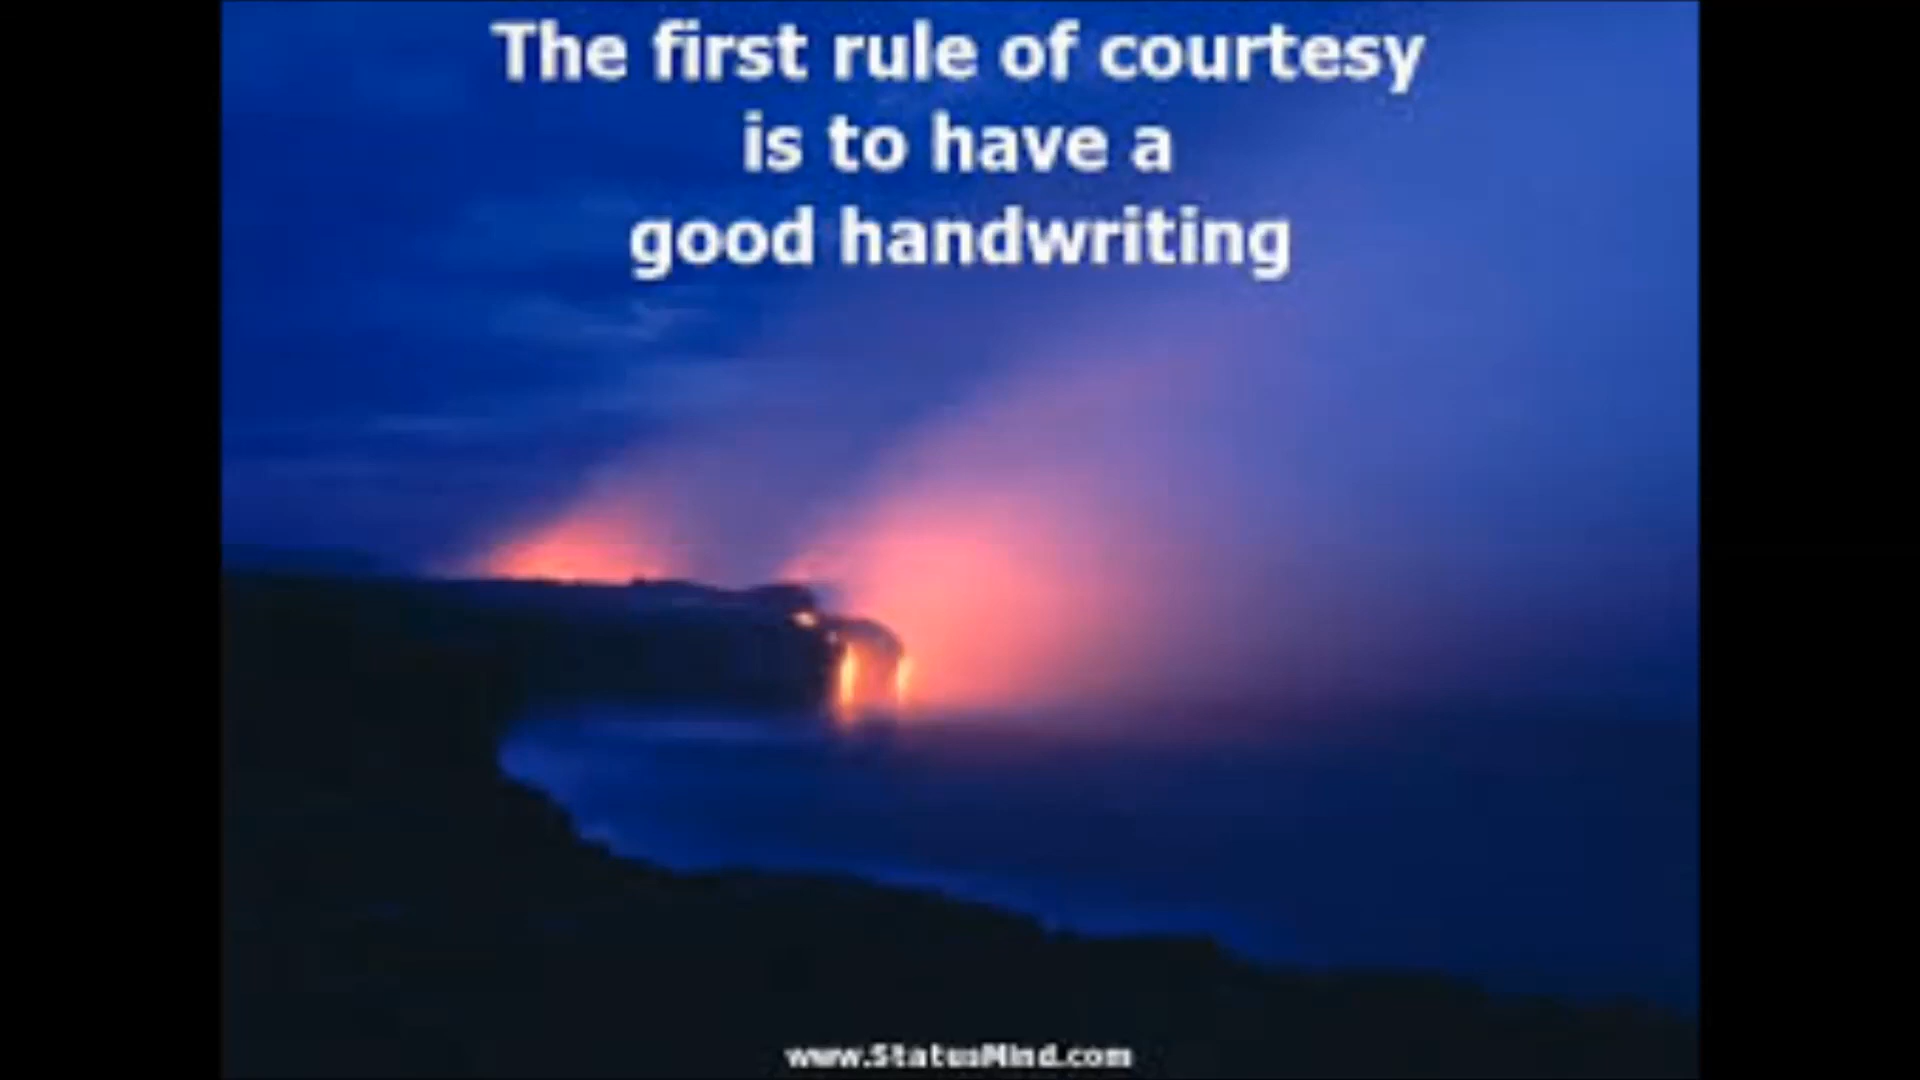 The first rule of courtesy
is to have a
good handwriting
www.StatusMind.com